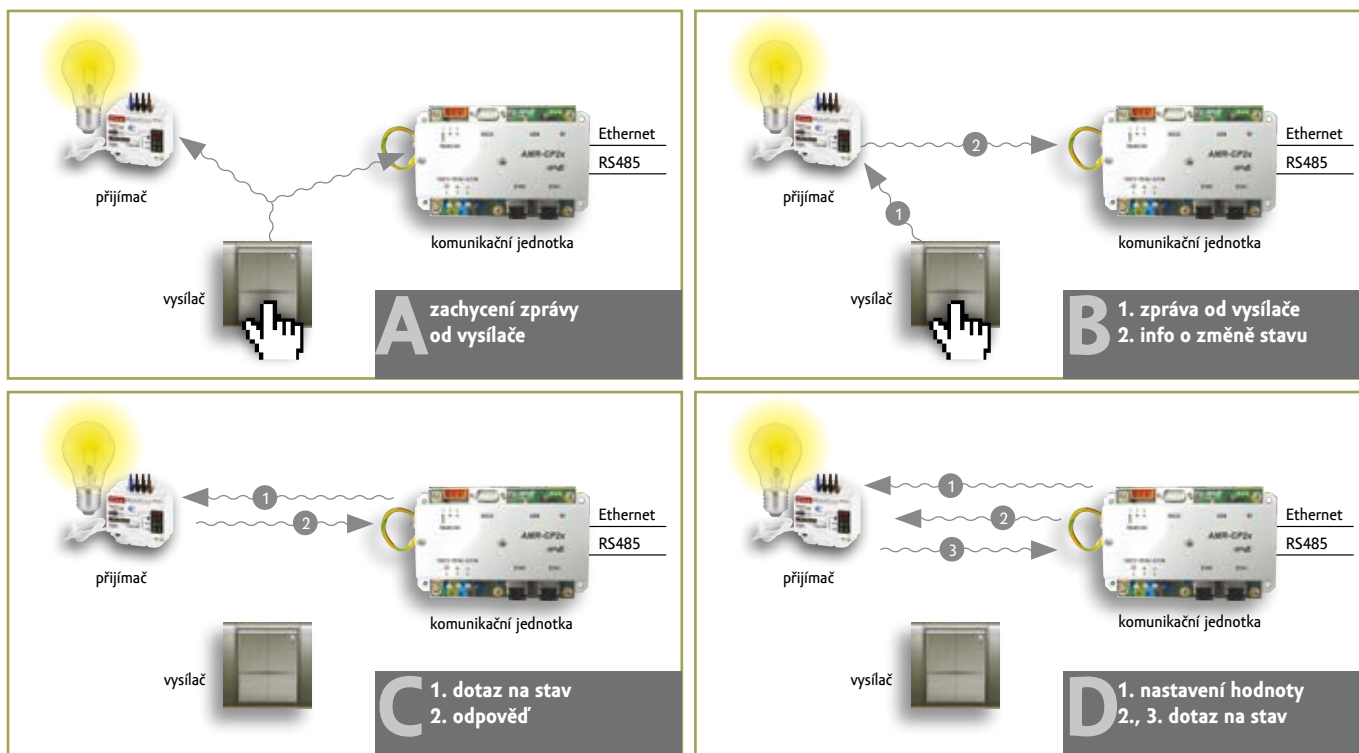 Ethernet
RS485
AMR-CP2x
přijímač
komunikační jednotka
vysílač
A
zachycení zprávy
od vysílače
Ethernet
2
RS485
AMR-CP2x
přijímač
1
komunikační jednotka
vysílač
B
1. zpráva od vysílače
2. info o změně stavu
1
Ethernet
2
RS485
AMR-CP2x
přijímač
komunikační jednotka
vysílač
C
1. dotaz na stav
2. odpověď
1
Ethernet
2
AMR-CP2x
RS485
3
přijímač
komunikační jednotka
vysílač
D
1. nastavení hodnoty
2., 3. dotaz na stav